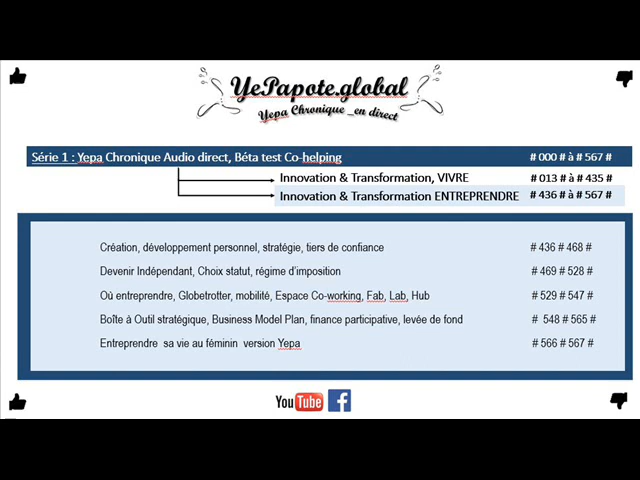 YePapote.global
Yepa Chronique _en direct
Série 1 : Yepa Chronique Audio direct, Béta test Co-helping # 000 # à # 567 #
Innovation & Transformation, VIVRE # 013 # à # 435 #
Innovation & Transformation ENTREPRENDRE # 436 # à # 567 #
Création, développement personnel, stratégie, tiers de confiance # 436 # 468 #
Devenir Indépendant, Choix statut, régime d'imposition # 469 # 528 #
Où entreprendre, Globetrotter, mobilité, Espace Co-working, Fab, Lab, Hub # 529 # 547 #
Boîte à Outil stratégique, Business Model Plan, finance participative, levée de fond # 548 # 565 #
Entreprendre sa vie au féminin version Yepa # 566 # 567 #
YouTube f